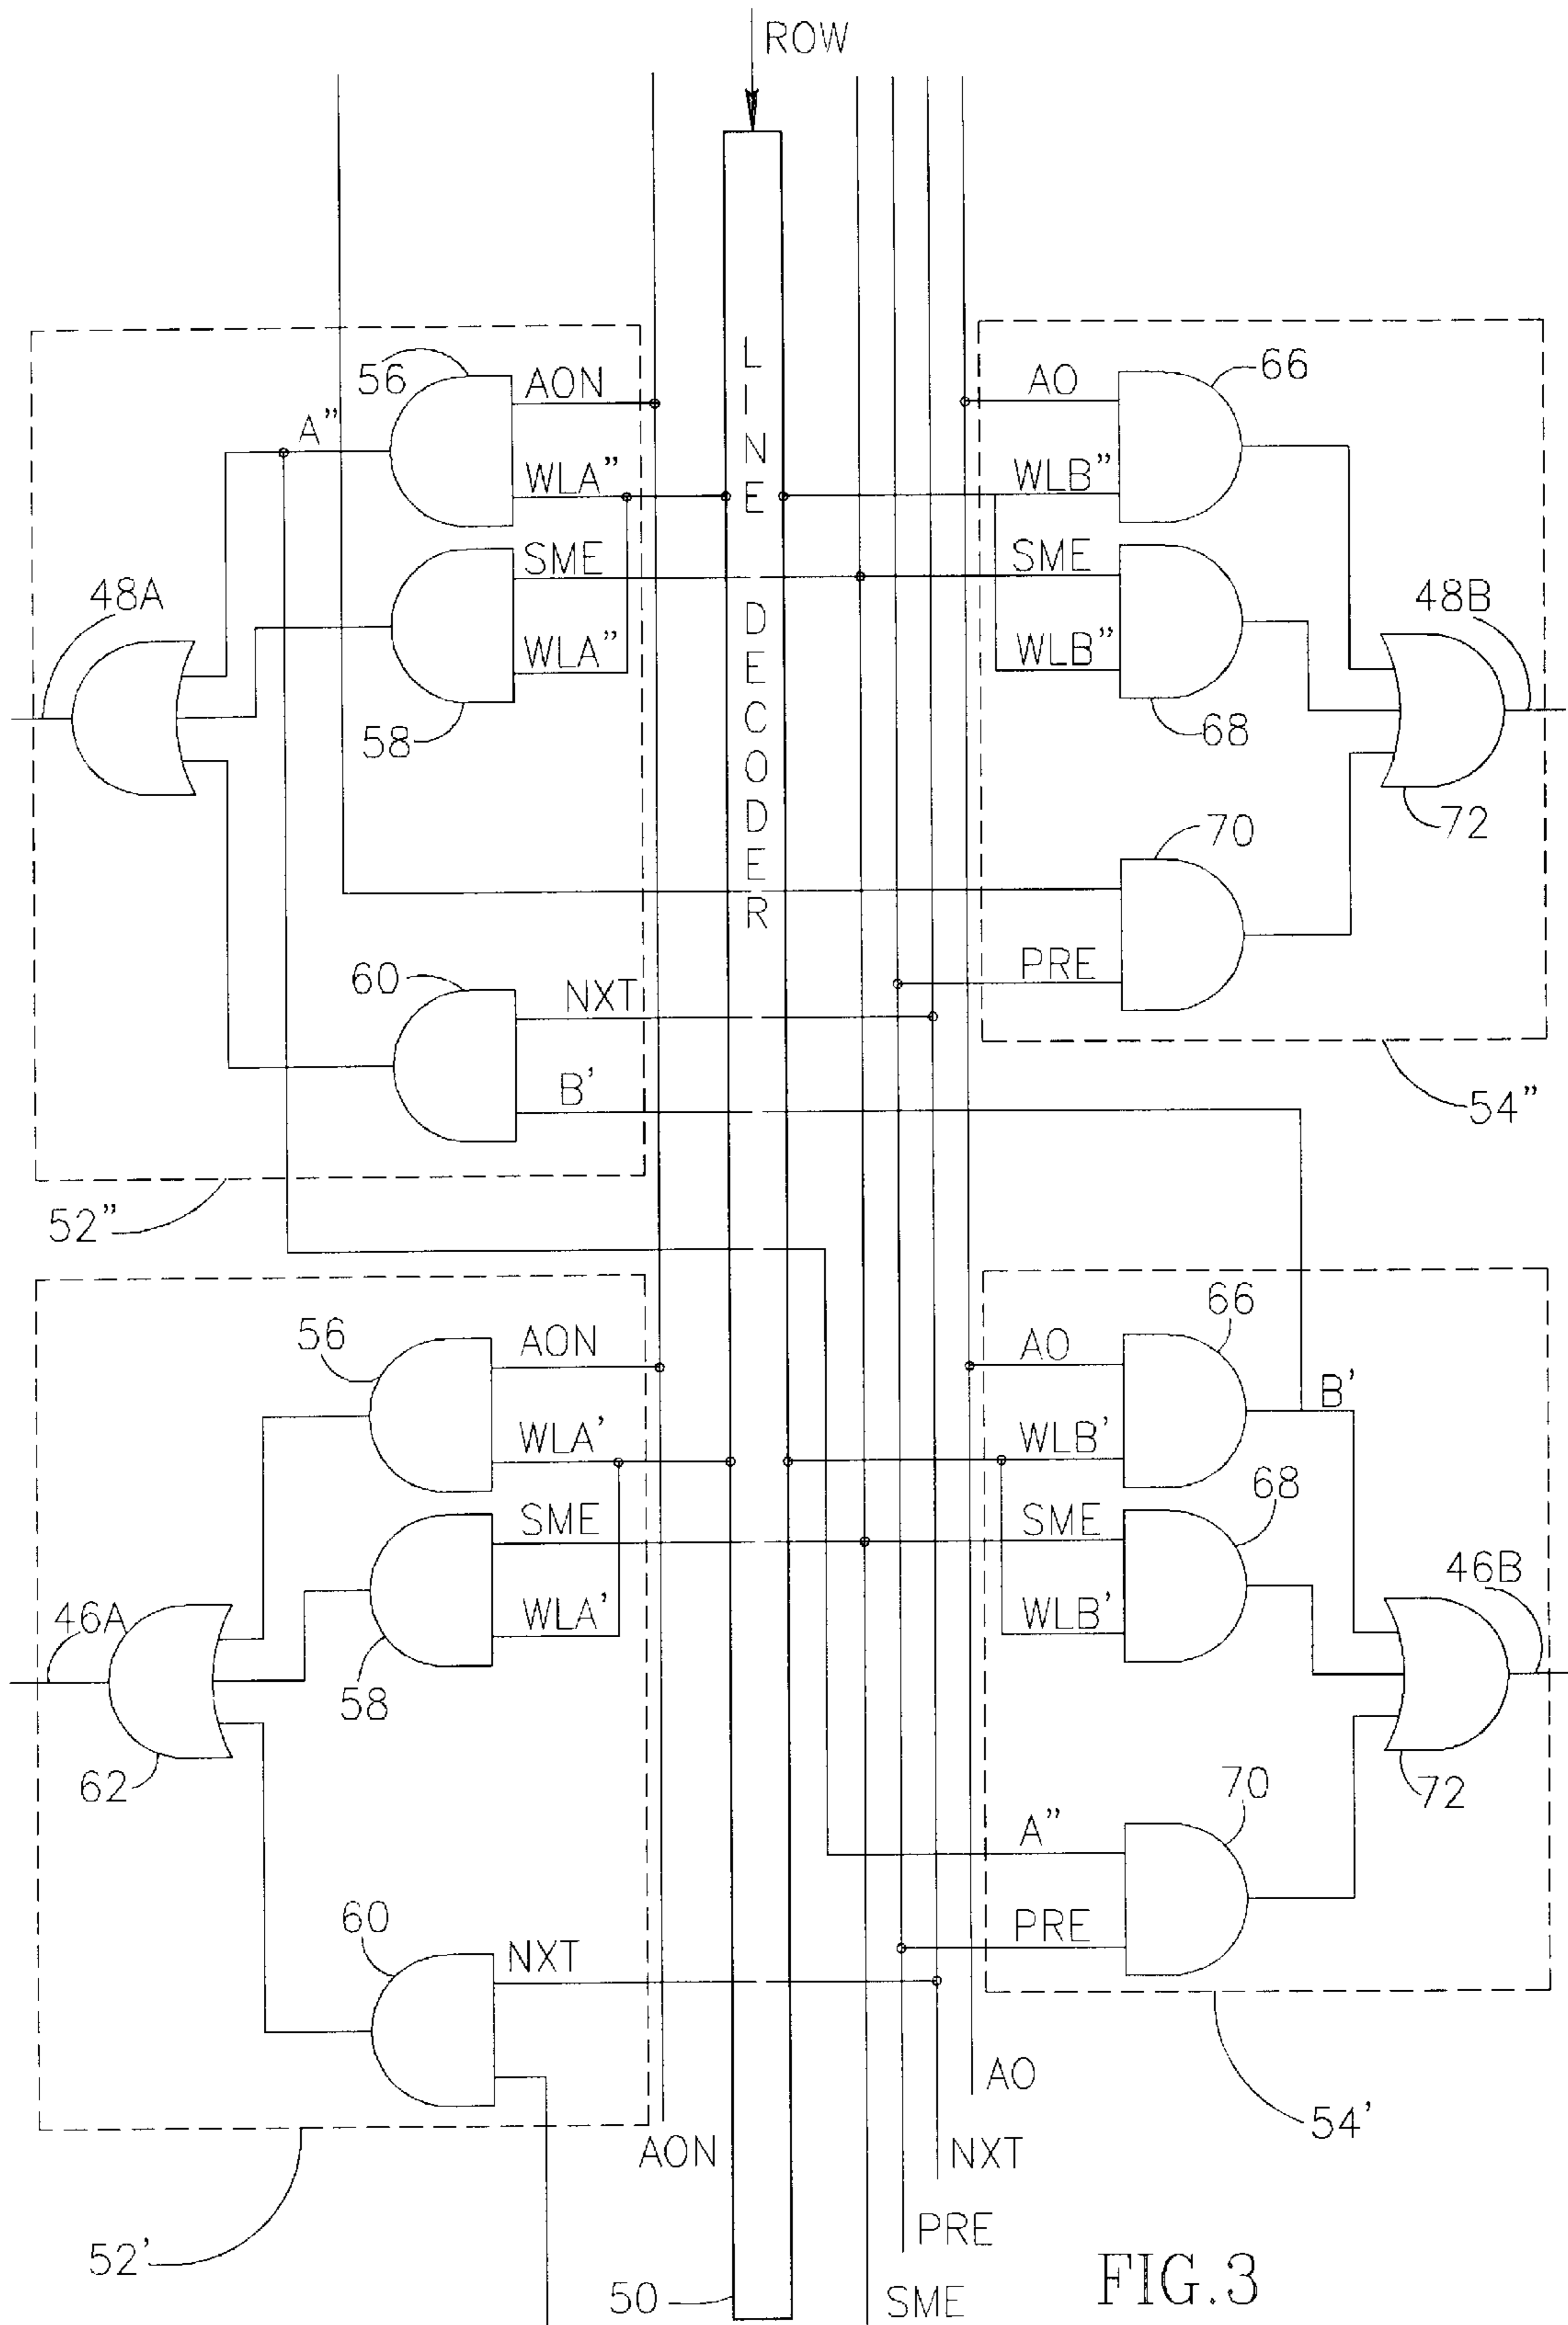 ROW
LINE DECODER
56
AON
A”
WLA”
SME
WLA”
48A
58
60
NXT
B'
52”
AO
66
WLB”
SME
WLB”
68
48B
72
70
PRE
54”
56
AON
WLA'
SME
WLA'
46A
58
62
60
NXT
52'
AO
66
B'
WLB'
68
SME
WLB'
46B
72
70
A”
PRE
54'
AO
AON
NXT
PRE
SME
50
FIG.3